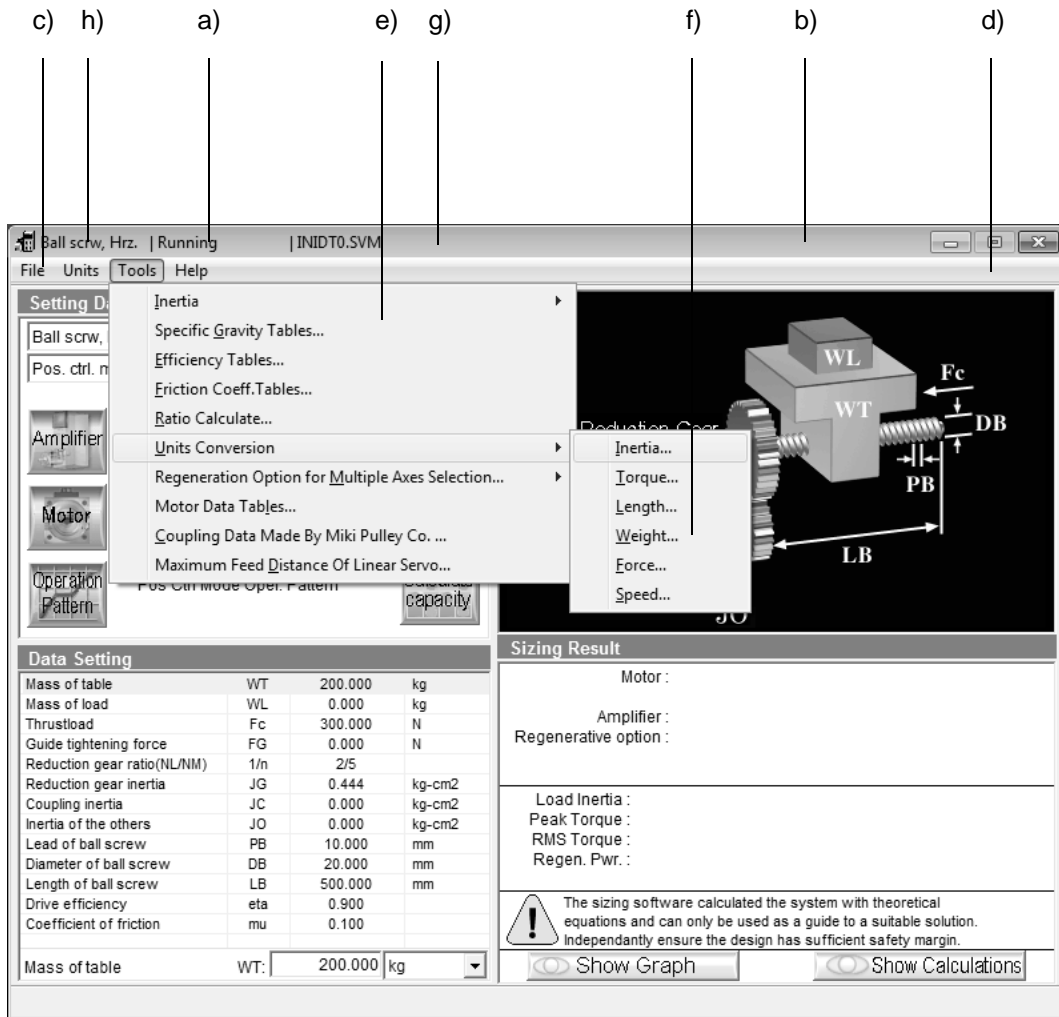 c) h) a) e) g) f) b) d)
Ball scrw, Hrz. | Running | INIDT0.SVM
File Units Tools Help
Setting Da
Ball scrw,
Pos. ctrl. m
Amplifier
Motor
Operation
Pattern
Pos Ctrl Mode Oper. Pattern
capacity
Inertia
Specific Gravity Tables...
Efficiency Tables...
Friction Coeff.Tables...
Ratio Calculate...
Units Conversion
Regeneration Option for Multiple Axes Selection...
Motor Data Tables...
Coupling Data Made By Miki Pulley Co. ...
Maximum Feed Distance Of Linear Servo...
Inertia...
Torque...
Length...
Weight...
Force...
Speed...
Reduction Gear
WL
Fc
WT
DB
PB
LB
JO
Data Setting
Mass of table WT 200.000 kg
Mass of load WL 0.000 kg
Thrustload Fc 300.000 N
Guide tightening force FG 0.000 N
Reduction gear ratio(NL/NM) 1/n 2/5
Reduction gear inertia JG 0.444 kg-cm2
Coupling inertia JC 0.000 kg-cm2
Inertia of the others JO 0.000 kg-cm2
Lead of ball screw PB 10.000 mm
Diameter of ball screw DB 20.000 mm
Length of ball screw LB 500.000 mm
Drive efficiency eta 0.900
Coefficient of friction mu 0.100
Mass of table WT: 200.000 kg
Sizing Result
Motor :
Amplifier :
Regenerative option :
Load Inertia :
Peak Torque :
RMS Torque :
Regen. Pwr. :
The sizing software calculated the system with theoretical
equations and can only be used as a guide to a suitable solution.
Independantly ensure the design has sufficient safety margin.
Show Graph Show Calculations